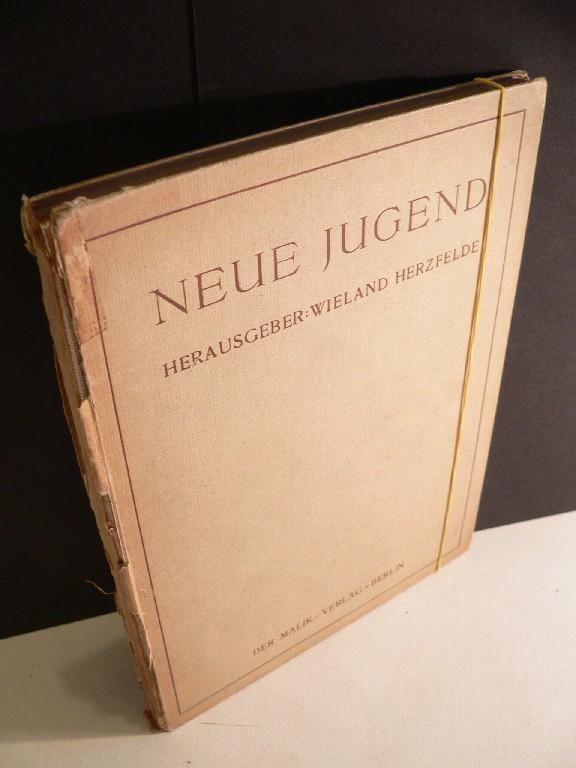 NEUE JUGEND
HERAUSGEBER: WIELAND HERZFELDE
DER MALIK-VERLAG-BERLIN